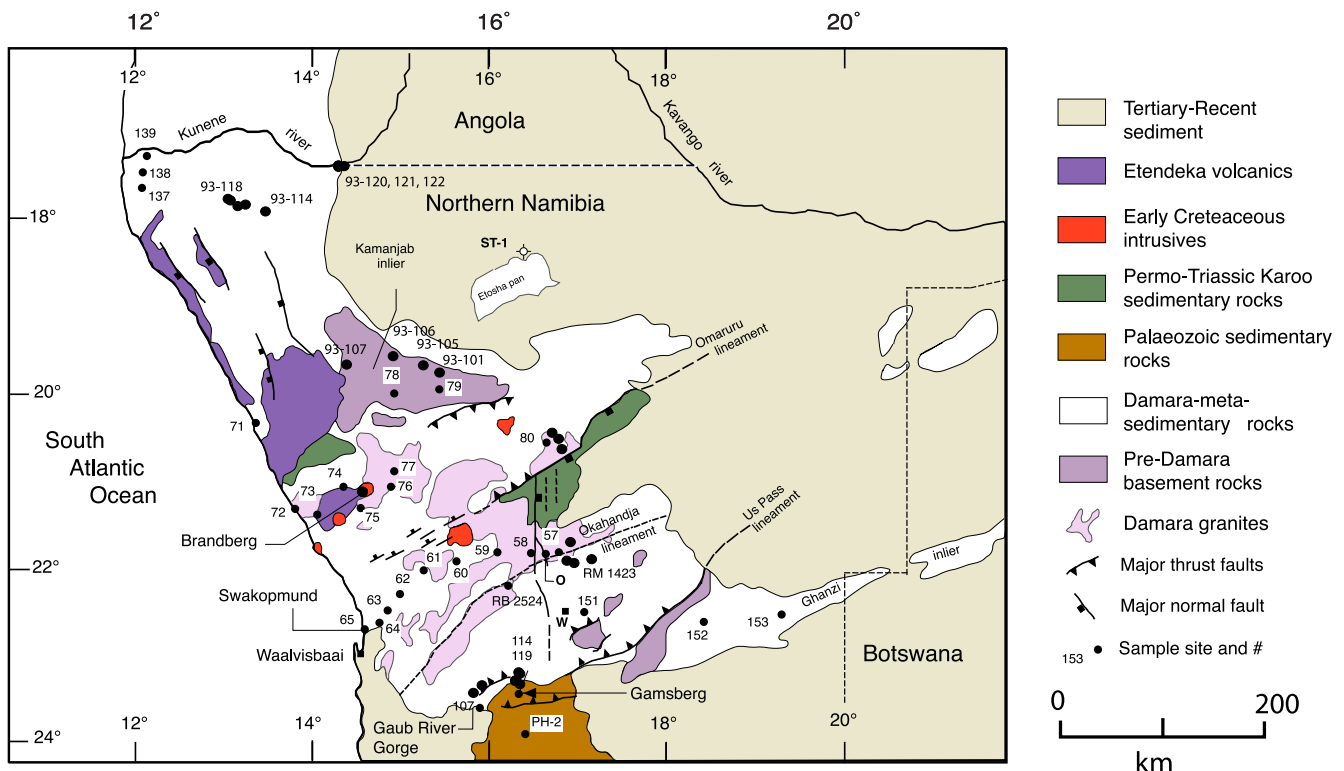 12°
16°
20°
12°
14°
16°
18°
20°
Angola
Kavango
river
Kunene
river
139
138
137
93-118
93-114
93-120, 121, 122
18°
Northern Namibia
Kamanjab
inlier
ST-1
Etosha pan
93-106
93-105
93-107
93-101
78
79
Omaruru
lineament
20°
71
80
South
Atlantic
Ocean
77
74
76
73
72
75
Brandberg
Us Pass
lineament
Okahandja
lineament
57
58
59
61
60
62
O
RM 1423
inlier
22°
Ghanzi
Swakopmund
63
RB 2524
151
W
65
64
152
153
Waalvisbaai
114
119
Botswana
Gamsberg
107
Gaub River
Gorge
PH-2
12°
14°
16°
18°
20°
24°
Tertiary-Recent
sediment
Etendeka volcanics
Early Creteaceous
intrusives
Permo-Triassic Karoo
sedimentary rocks
Palaeozoic sedimentary
rocks
Damara-meta-
sedimentary rocks
Pre-Damara
basement rocks
Damara granites
Major thrust faults
Major normal fault
153
Sample site and #
0
200
km